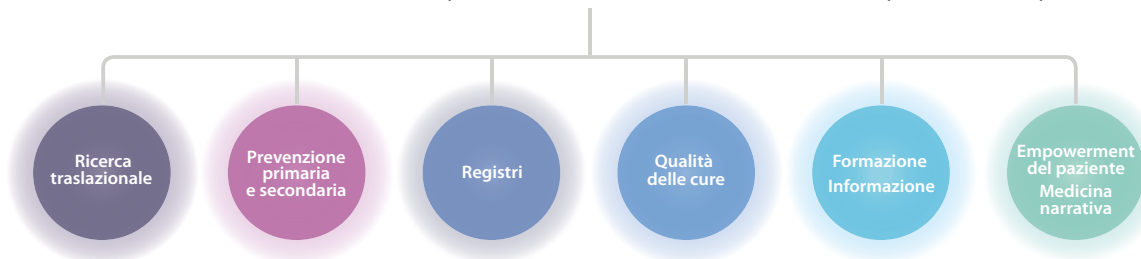 Ricerca
traslazionale
Prevenzione
primaria
e secondaria
Registri
Qualità
delle cure
Formazione
Informazione
Empowerment
del paziente
Medicina
narrativa